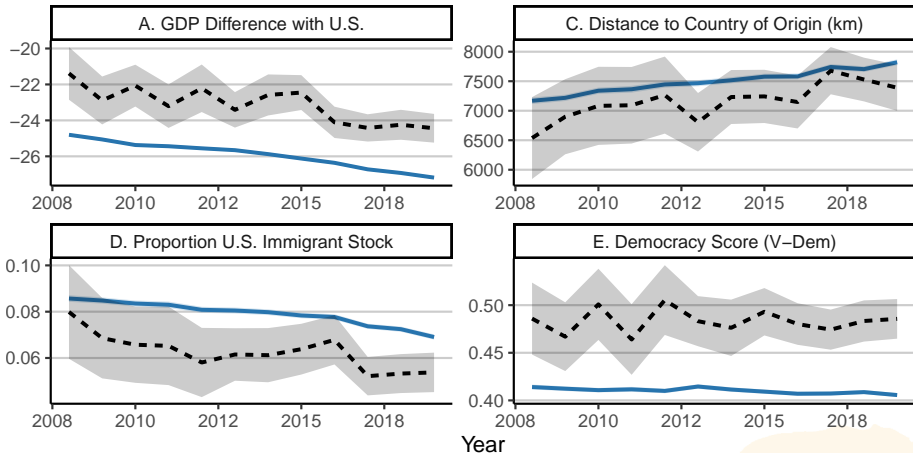 A. GDP Difference with U.S.
−20
−22
−24
−26
2008 2010 2012 2015 2018
C. Distance to Country of Origin (km)
8000
7500
7000
6500
6000
2008 2010 2012 2015 2018
D. Proportion U.S. Immigrant Stock
0.10
0.08
0.06
2008 2010 2012 2015 2018
E. Democracy Score (V−Dem)
0.50
0.45
0.40
2008 2010 2012 2015 2018
Year